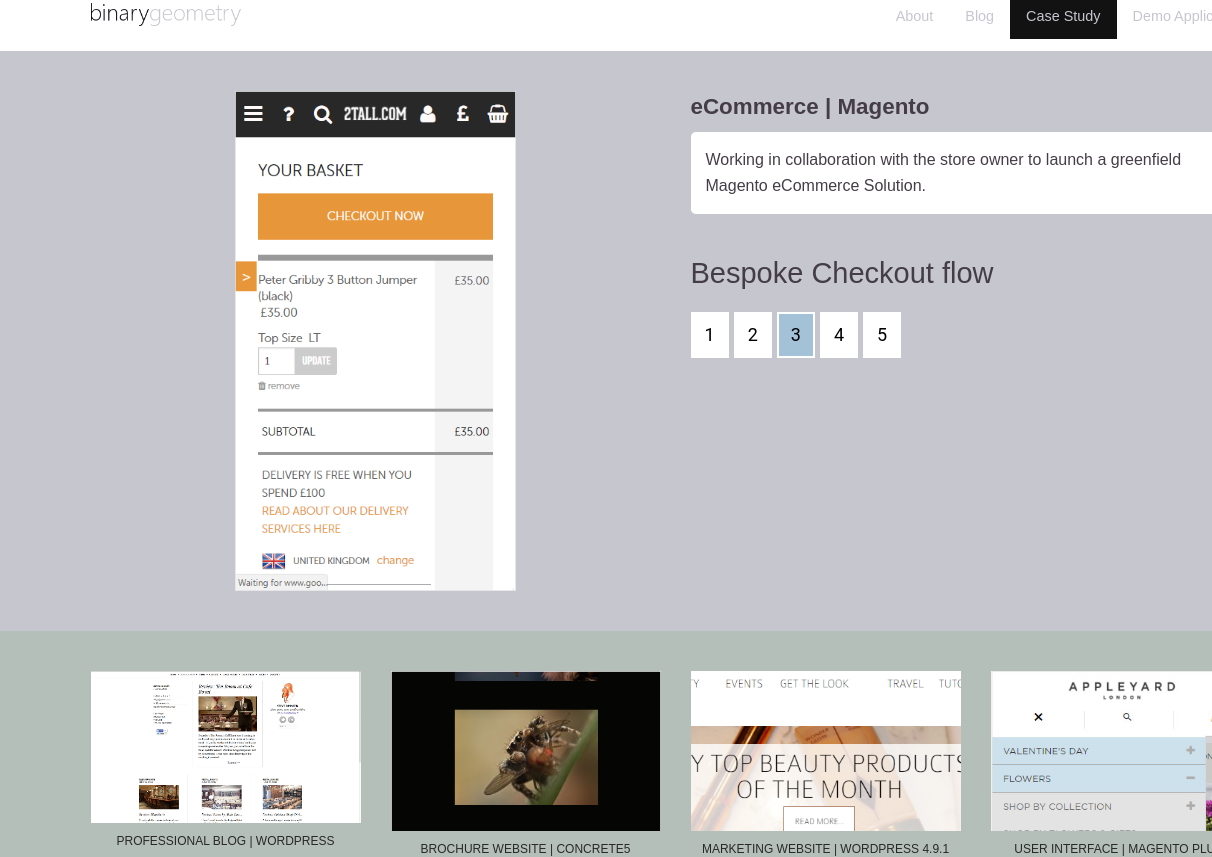 binarygeometry
About Blog Case Study Demo Applic
? 2TALL.COM £
YOUR BASKET
CHECKOUT NOW
>
Peter Gribby 3 Button Jumper £35.00
(black)
£35.00
Top Size LT
1 UPDATE
remove
SUBTOTAL £35.00
DELIVERY IS FREE WHEN YOU
SPEND £100
READ ABOUT OUR DELIVERY
SERVICES HERE
UNITED KINGDOM change
Waiting for www.goo...
eCommerce | Magento
Working in collaboration with the store owner to launch a greenfield
Magento eCommerce Solution.
Bespoke Checkout flow
1 2 3 4 5
PROFESSIONAL BLOG | WORDPRESS
BROCHURE WEBSITE | CONCRETE5
TY EVENTS GET THE LOOK TRAVEL TUTO
Y TOP BEAUTY PRODUCTS
OF THE MONTH
READ MORE...
MARKETING WEBSITE | WORDPRESS 4.9.1
APPLEYARD
LONDON
VALENTINE'S DAY
FLOWERS
SHOP BY COLLECTION
USER INTERFACE | MAGENTO PLU